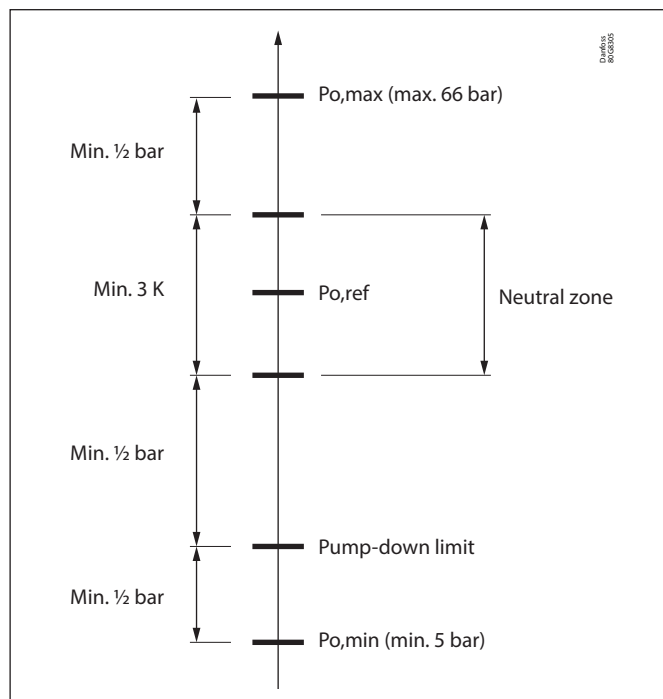 Danfoss
80G8305
Po,max (max. 66 bar)
Min. ½ bar
Min. 3 K
Po,ref
Neutral zone
Min. ½ bar
Pump-down limit
Min. ½ bar
Po,min (min. 5 bar)